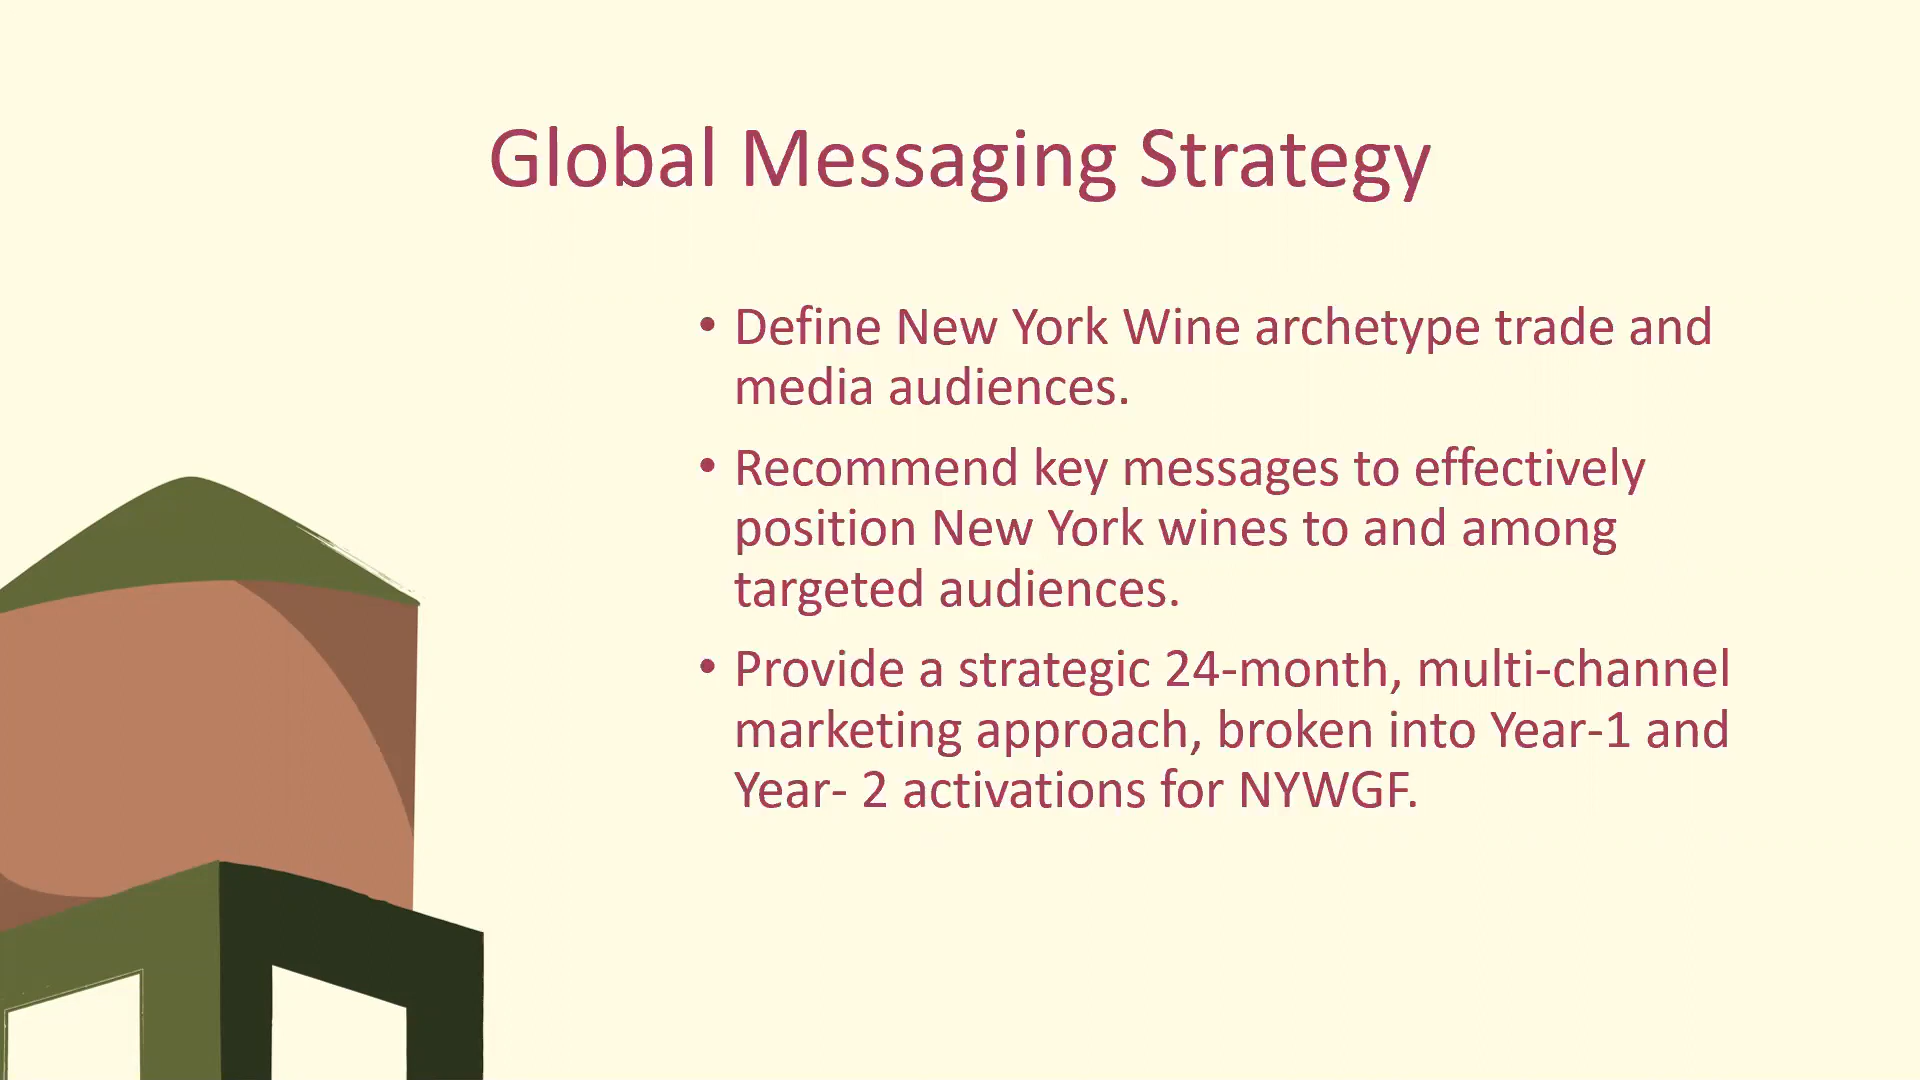 Global Messaging Strategy
• Define New York Wine archetype trade and
media audiences.
• Recommend key messages to effectively
position New York wines to and among
targeted audiences.
• Provide a strategic 24-month, multi-channel
marketing approach, broken into Year-1 and
Year- 2 activations for NYWGF.